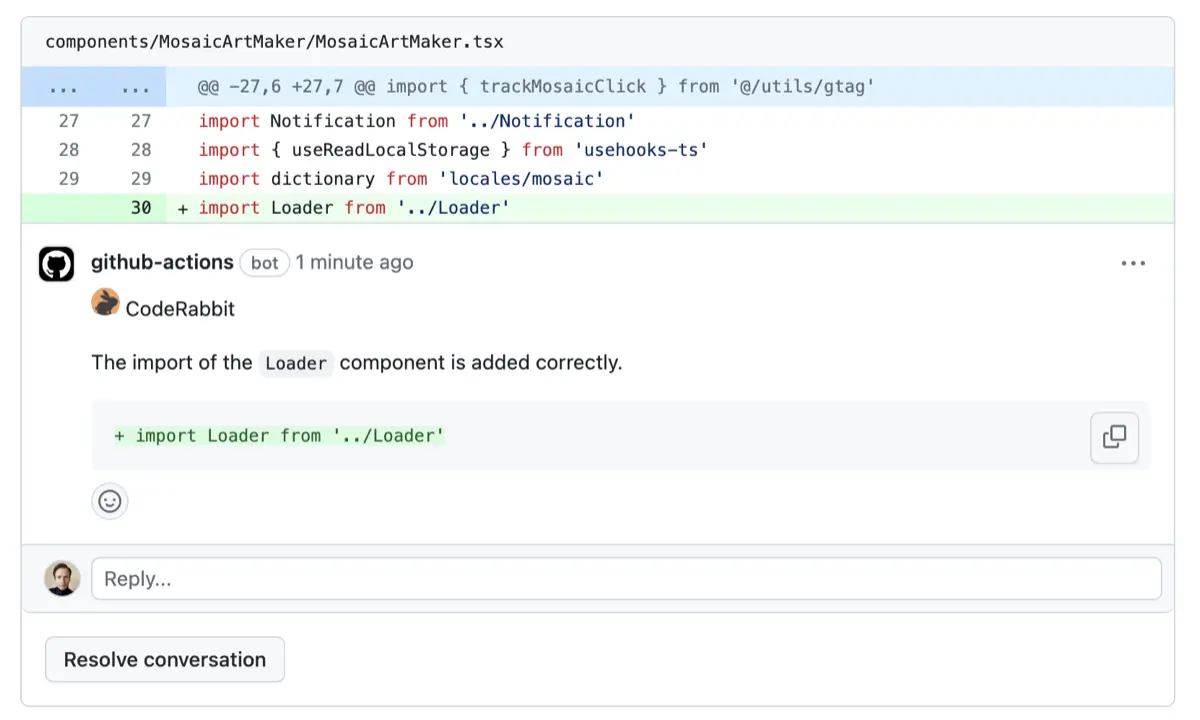 components/MosaicArtMaker/MosaicArtMaker.tsx
... ... @@ -27,6 +27,7 @@ import { trackMosaicClick } from '@/utils/gtag'
27 27 import Notification from '../Notification'
28 28 import { useReadLocalStorage } from 'usehooks-ts'
29 29 import dictionary from 'locales/mosaic'
30 + import Loader from '../Loader'
github-actions bot 1 minute ago ...
CodeRabbit
The import of the Loader component is added correctly.
+ import Loader from '../Loader'
Reply...
Resolve conversation